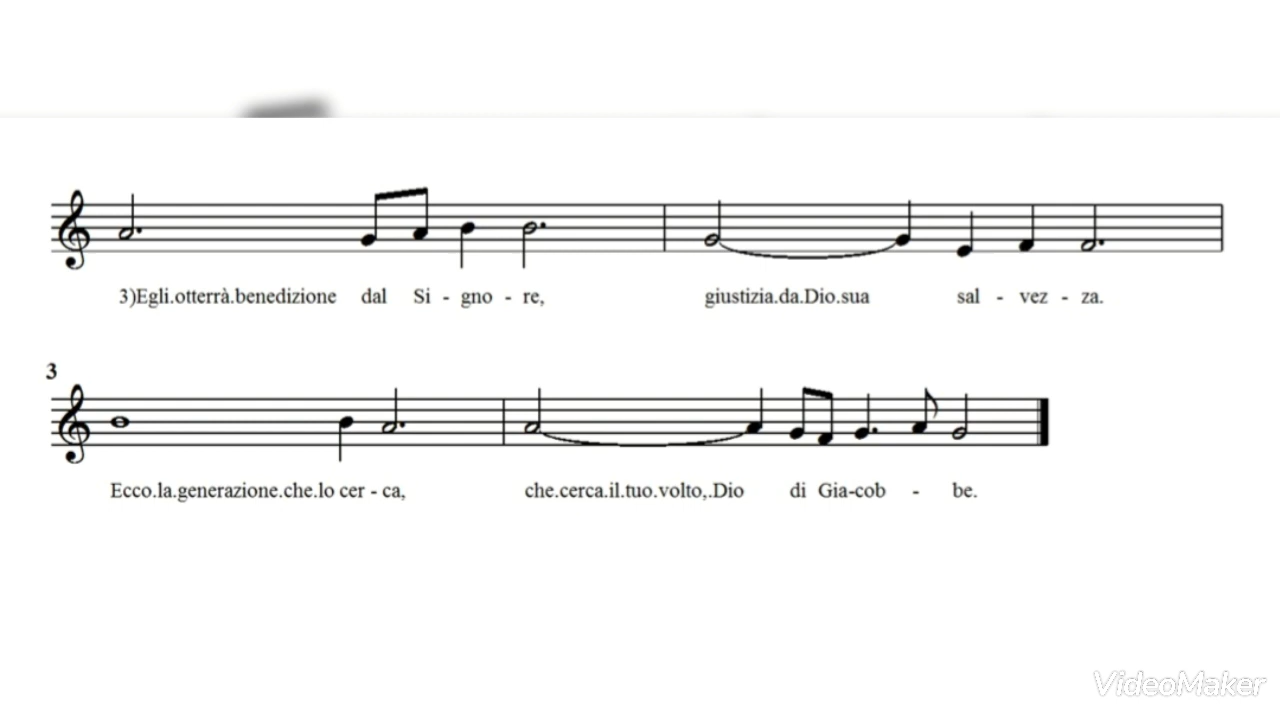 3)Egli.otterrà.benedizione dal Si - gno - re, giustizia.da.Dio.sua sal - vez - za.
3
Ecco.la.generazione.che.lo cer - ca, che.cerca.il.tuo.volto,.Dio di Gia-cob - be.
VideoMaker